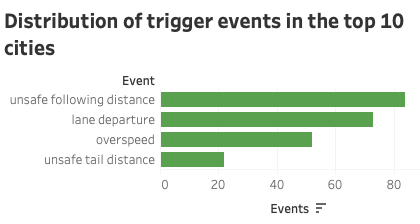 Distribution of trigger events in the top 10
cities
Event
unsafe following distance
lane departure
overspeed
unsafe tail distance
0 20 40 60 80
Events